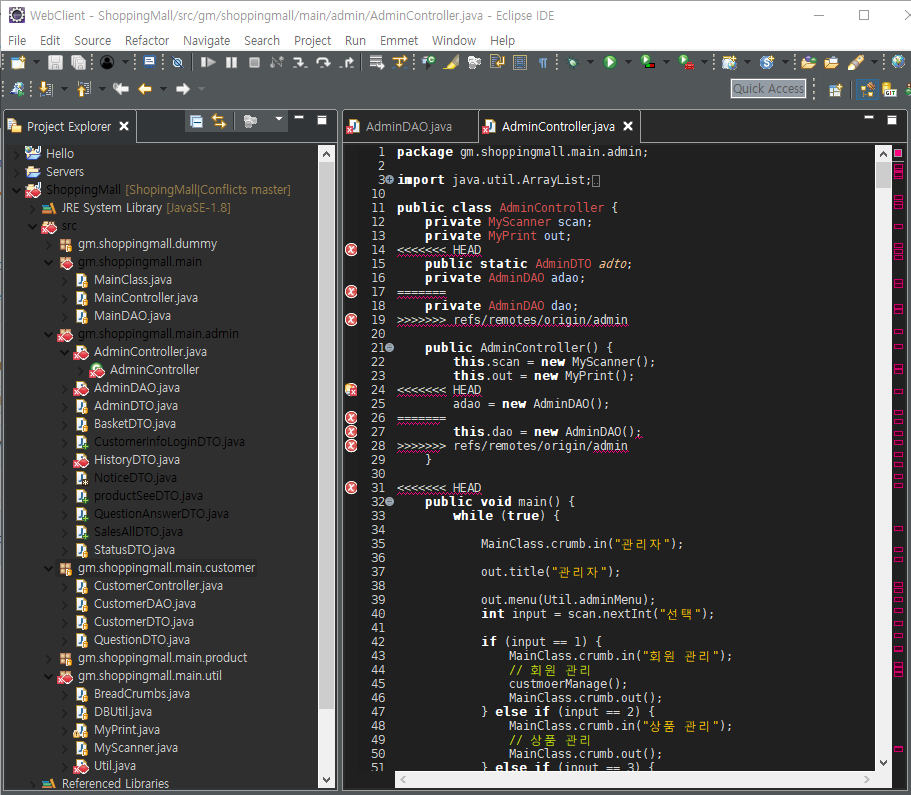 WebClient - ShoppingMall/src/gm/shoppingmall/main/admin/AdminController.java - Eclipse IDE
File Edit Source Refactor Navigate Search Project Run Emmet Window Help
Quick Access
GIT
Project Explorer
Hello
Servers
ShoppingMall [ShopingMall|Conflicts master]
JRE System Library [JavaSE-1.8]
src
gm.shoppingmall.dummy
gm.shoppingmall.main
MainClass.java
MainController.java
MainDAO.java
gm.shoppingmall.main.admin
AdminController.java
AdminController
AdminDAO.java
AdminDTO.java
BasketDTO.java
CustomerInfoLoginDTO.java
HistoryDTO.java
NoticeDTO.java
productSeeDTO.java
QuestionAnswerDTO.java
SalesAllDTO.java
StatusDTO.java
gm.shoppingmall.main.customer
CustomerController.java
CustomerDAO.java
CustomerDTO.java
QuestionDTO.java
gm.shoppingmall.main.product
gm.shoppingmall.main.util
BreadCrumbs.java
DBUtil.java
MyPrint.java
MyScanner.java
Util.java
Referenced Libraries
AdminDAO.java AdminController.java
1 package gm.shoppingmall.main.admin;
2
3 import java.util.ArrayList;
10
11 public class AdminController {
12 private MyScanner scan;
13 private MyPrint out;
14 <<<<<<< HEAD
15 public static AdminDTO adto;
16 private AdminDAO adao;
17 =======
18 private AdminDAO dao;
19 >>>>>>> refs/remotes/origin/admin
20
21 public AdminController() {
22 this.scan = new MyScanner();
23 this.out = new MyPrint();
24 <<<<<<< HEAD
25 adao = new AdminDAO();
26 =======
27 this.dao = new AdminDAO();
28 >>>>>>> refs/remotes/origin/admin
29 }
30
31 <<<<<<< HEAD
32 public void main() {
33 while (true) {
34
35 MainClass.crumb.in("관리자");
36
37 out.title("관리자");
38
39 out.menu(Util.adminMenu);
40 int input = scan.nextInt("선택");
41
42 if (input == 1) {
43 MainClass.crumb.in("회원 관리");
44 // 회원 관리
45 custmoerManage();
46 MainClass.crumb.out();
47 } else if (input == 2) {
48 MainClass.crumb.in("상품 관리");
49 // 상품 관리
50 MainClass.crumb.out();
51 } else if (input == 3) {